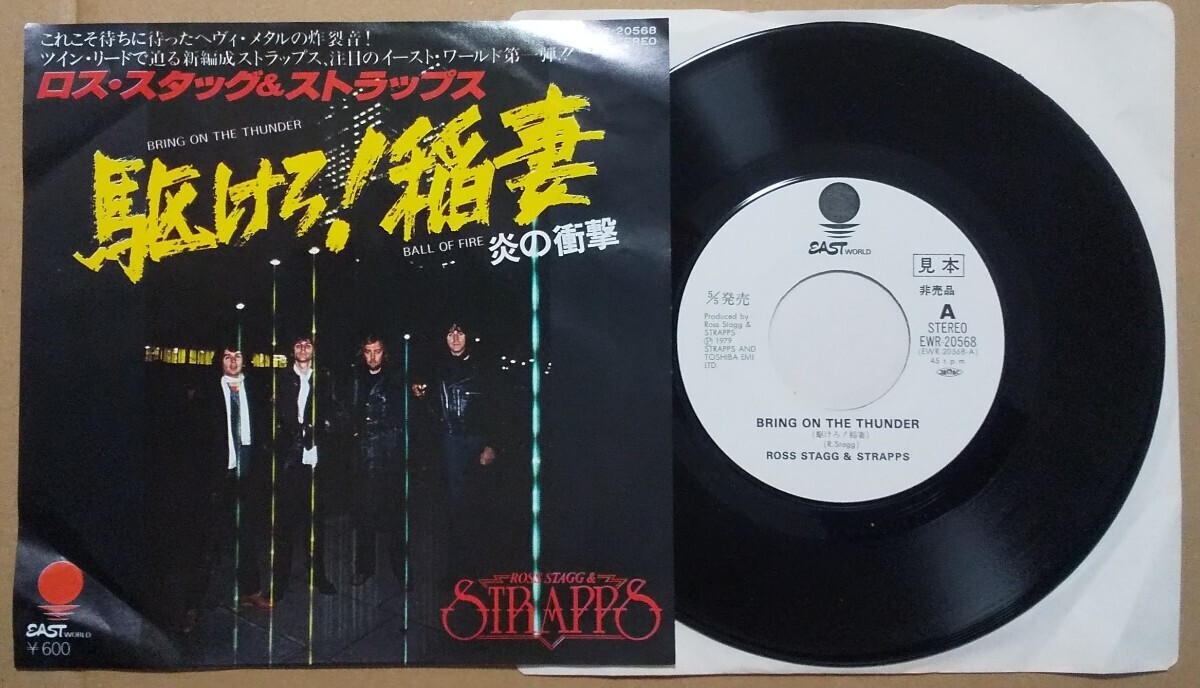 これこそ待ちに待ったヘヴィ・メタルの炸裂音!
-20568
STEREO
ツイン・リードで迫る新編成ストラップス、注目のイースト・ワールド第一弾!!
ロス・スタッグ&ストラップス
BRING ON THE THUNDER
駆けろ!稲妻
BALL OF FIRE
炎の衝撃
ROSS STAGG &
STRAPPS
EAST WORLD
¥600
EAST WORLD
見本
非売品
5/5発売
A
STEREO
EWR-20568
(EWR-20568-A)
45 r.p.m.
Produced by
Ross Stagg &
STRAPPS
Ⓟ1979
STRAPPS AND
TOSHIBA EMI
LTD.
BRING ON THE THUNDER
(駆けろ!稲妻)
(R.Stagg)
ROSS STAGG & STRAPPS